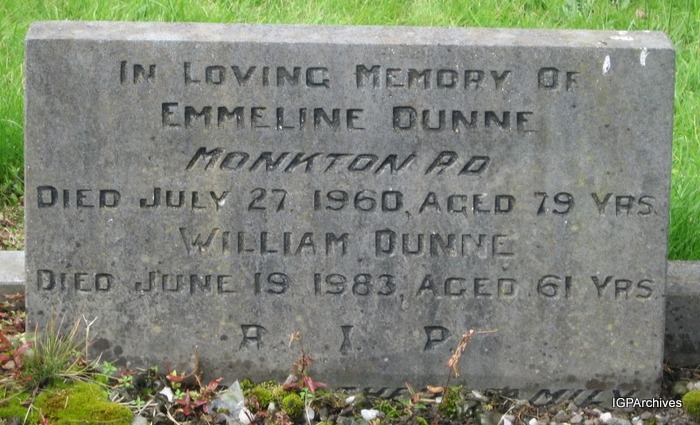 IN LOVING MEMORY OF
EMMELINE DUNNE
MONKTON RD
DIED JULY 27 1960, AGED 79 YRS
WILLIAM DUNNE
DIED JUNE 19 1983, AGED 61 YRS
R I P
THE
IGPArchives